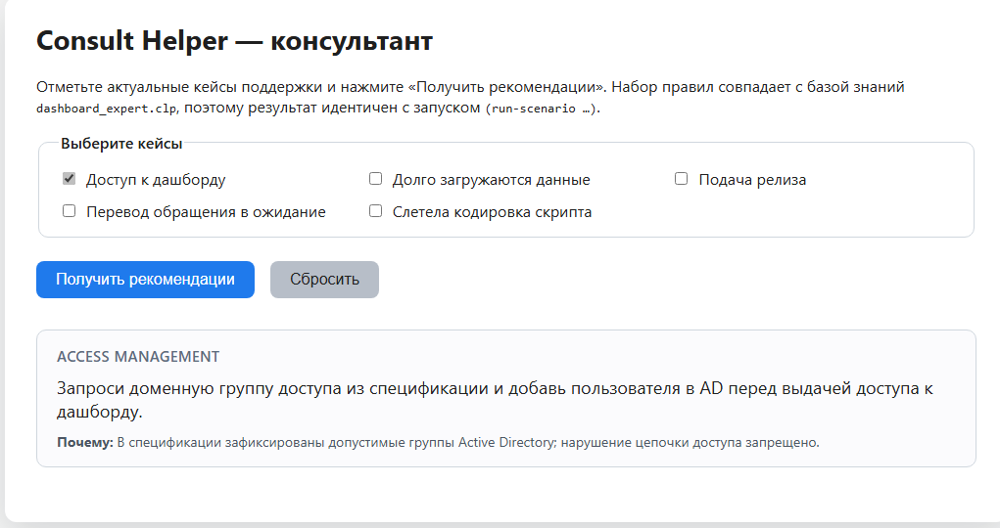 Consult Helper — консультант
Отметьте актуальные кейсы поддержки и нажмите «Получить рекомендации». Набор правил совпадает с базой знаний
dashboard_expert.clp, поэтому результат идентичен с запуском (run-scenario …).
Выберите кейсы
Доступ к дашборду
Долго загружаются данные
Подача релиза
Перевод обращения в ожидание
Слетела кодировка скрипта
Получить рекомендации
Сбросить
ACCESS MANAGEMENT
Запроси доменную группу доступа из спецификации и добавь пользователя в AD перед выдачей доступа к
дашборду.
Почему: В спецификации зафиксированы допустимые группы Active Directory; нарушение цепочки доступа запрещено.